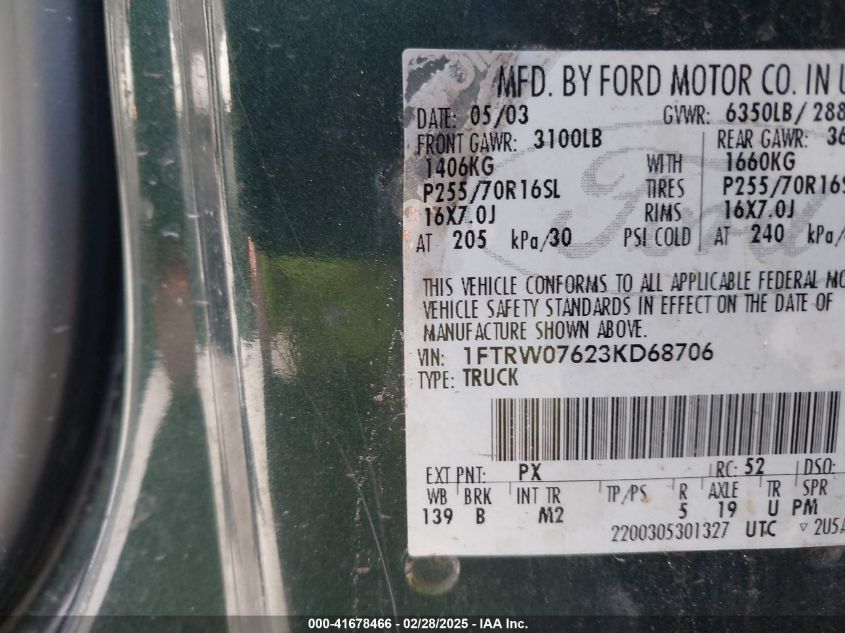 MFD. BY FORD MOTOR CO. IN
DATE: 05/03 GVWR: 6350LB/288
FRONT GAWR: 3100LB REAR GAWR: 36
1406KG WITH 1660KG
P255/70R16SL TIRES P255/70R16S
16X7.0J RIMS 16X7.0J
AT 205 kPa/30 PSI COLD AT 240 kPa/
THIS VEHICLE CONFORMS TO ALL APPLICABLE FEDERAL MO
VEHICLE SAFETY STANDARDS IN EFFECT ON THE DATE OF
MANUFACTURE SHOWN ABOVE.
VIN: 1FTRW07623KD68706
TYPE: TRUCK
EXT PNT: PX RC: 52 DSO:
WB BRK INT TR TP/PS R AXLE TR SPR
139 B M2 5 19 U PM
2200305301327 UTC ▽ 2U5A
Ford
000-41678466 - 02/28/2025 - IAA Inc.